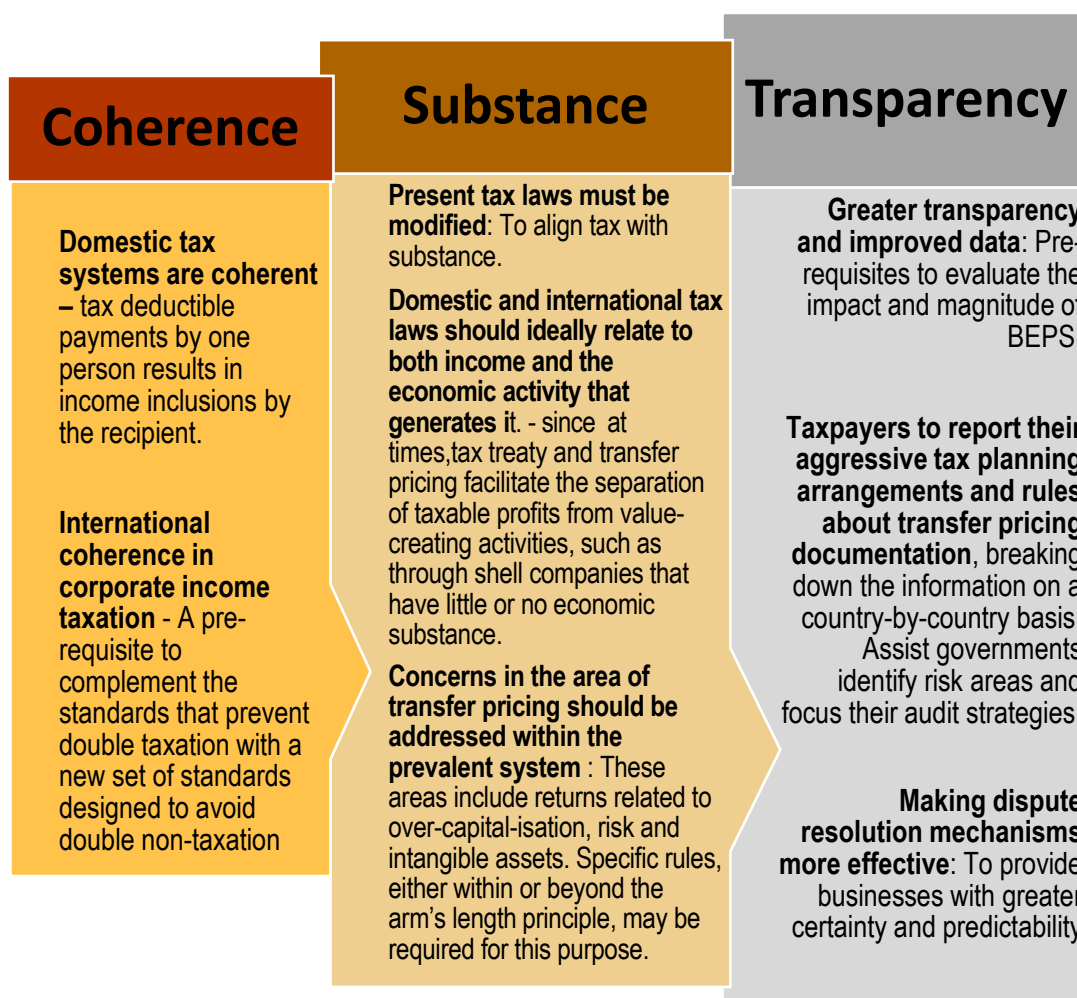 Coherence
Domestic tax
systems are coherent
– tax deductible
payments by one
person results in
income inclusions by
the recipient.
International
coherence in
corporate income
taxation - A pre-
requisite to
complement the
standards that prevent
double taxation with a
new set of standards
designed to avoid
double non-taxation
Substance
Present tax laws must be
modified: To align tax with
substance.
Domestic and international tax
laws should ideally relate to
both income and the
economic activity that
generates it. - since at
times,tax treaty and transfer
pricing facilitate the separation
of taxable profits from value-
creating activities, such as
through shell companies that
have little or no economic
substance.
Concerns in the area of
transfer pricing should be
addressed within the
prevalent system : These
areas include returns related to
over-capital-isation, risk and
intangible assets. Specific rules,
either within or beyond the
arm's length principle, may be
required for this purpose.
Transparency
Greater transparency
and improved data: Pre-
requisites to evaluate the
impact and magnitude of
BEPS
Taxpayers to report their
aggressive tax planning
arrangements and rules
about transfer pricing
documentation, breaking
down the information on a
country-by-country basis.
Assist governments
identify risk areas and
focus their audit strategies.
Making dispute
resolution mechanisms
more effective: To provide
businesses with greater
certainty and predictability